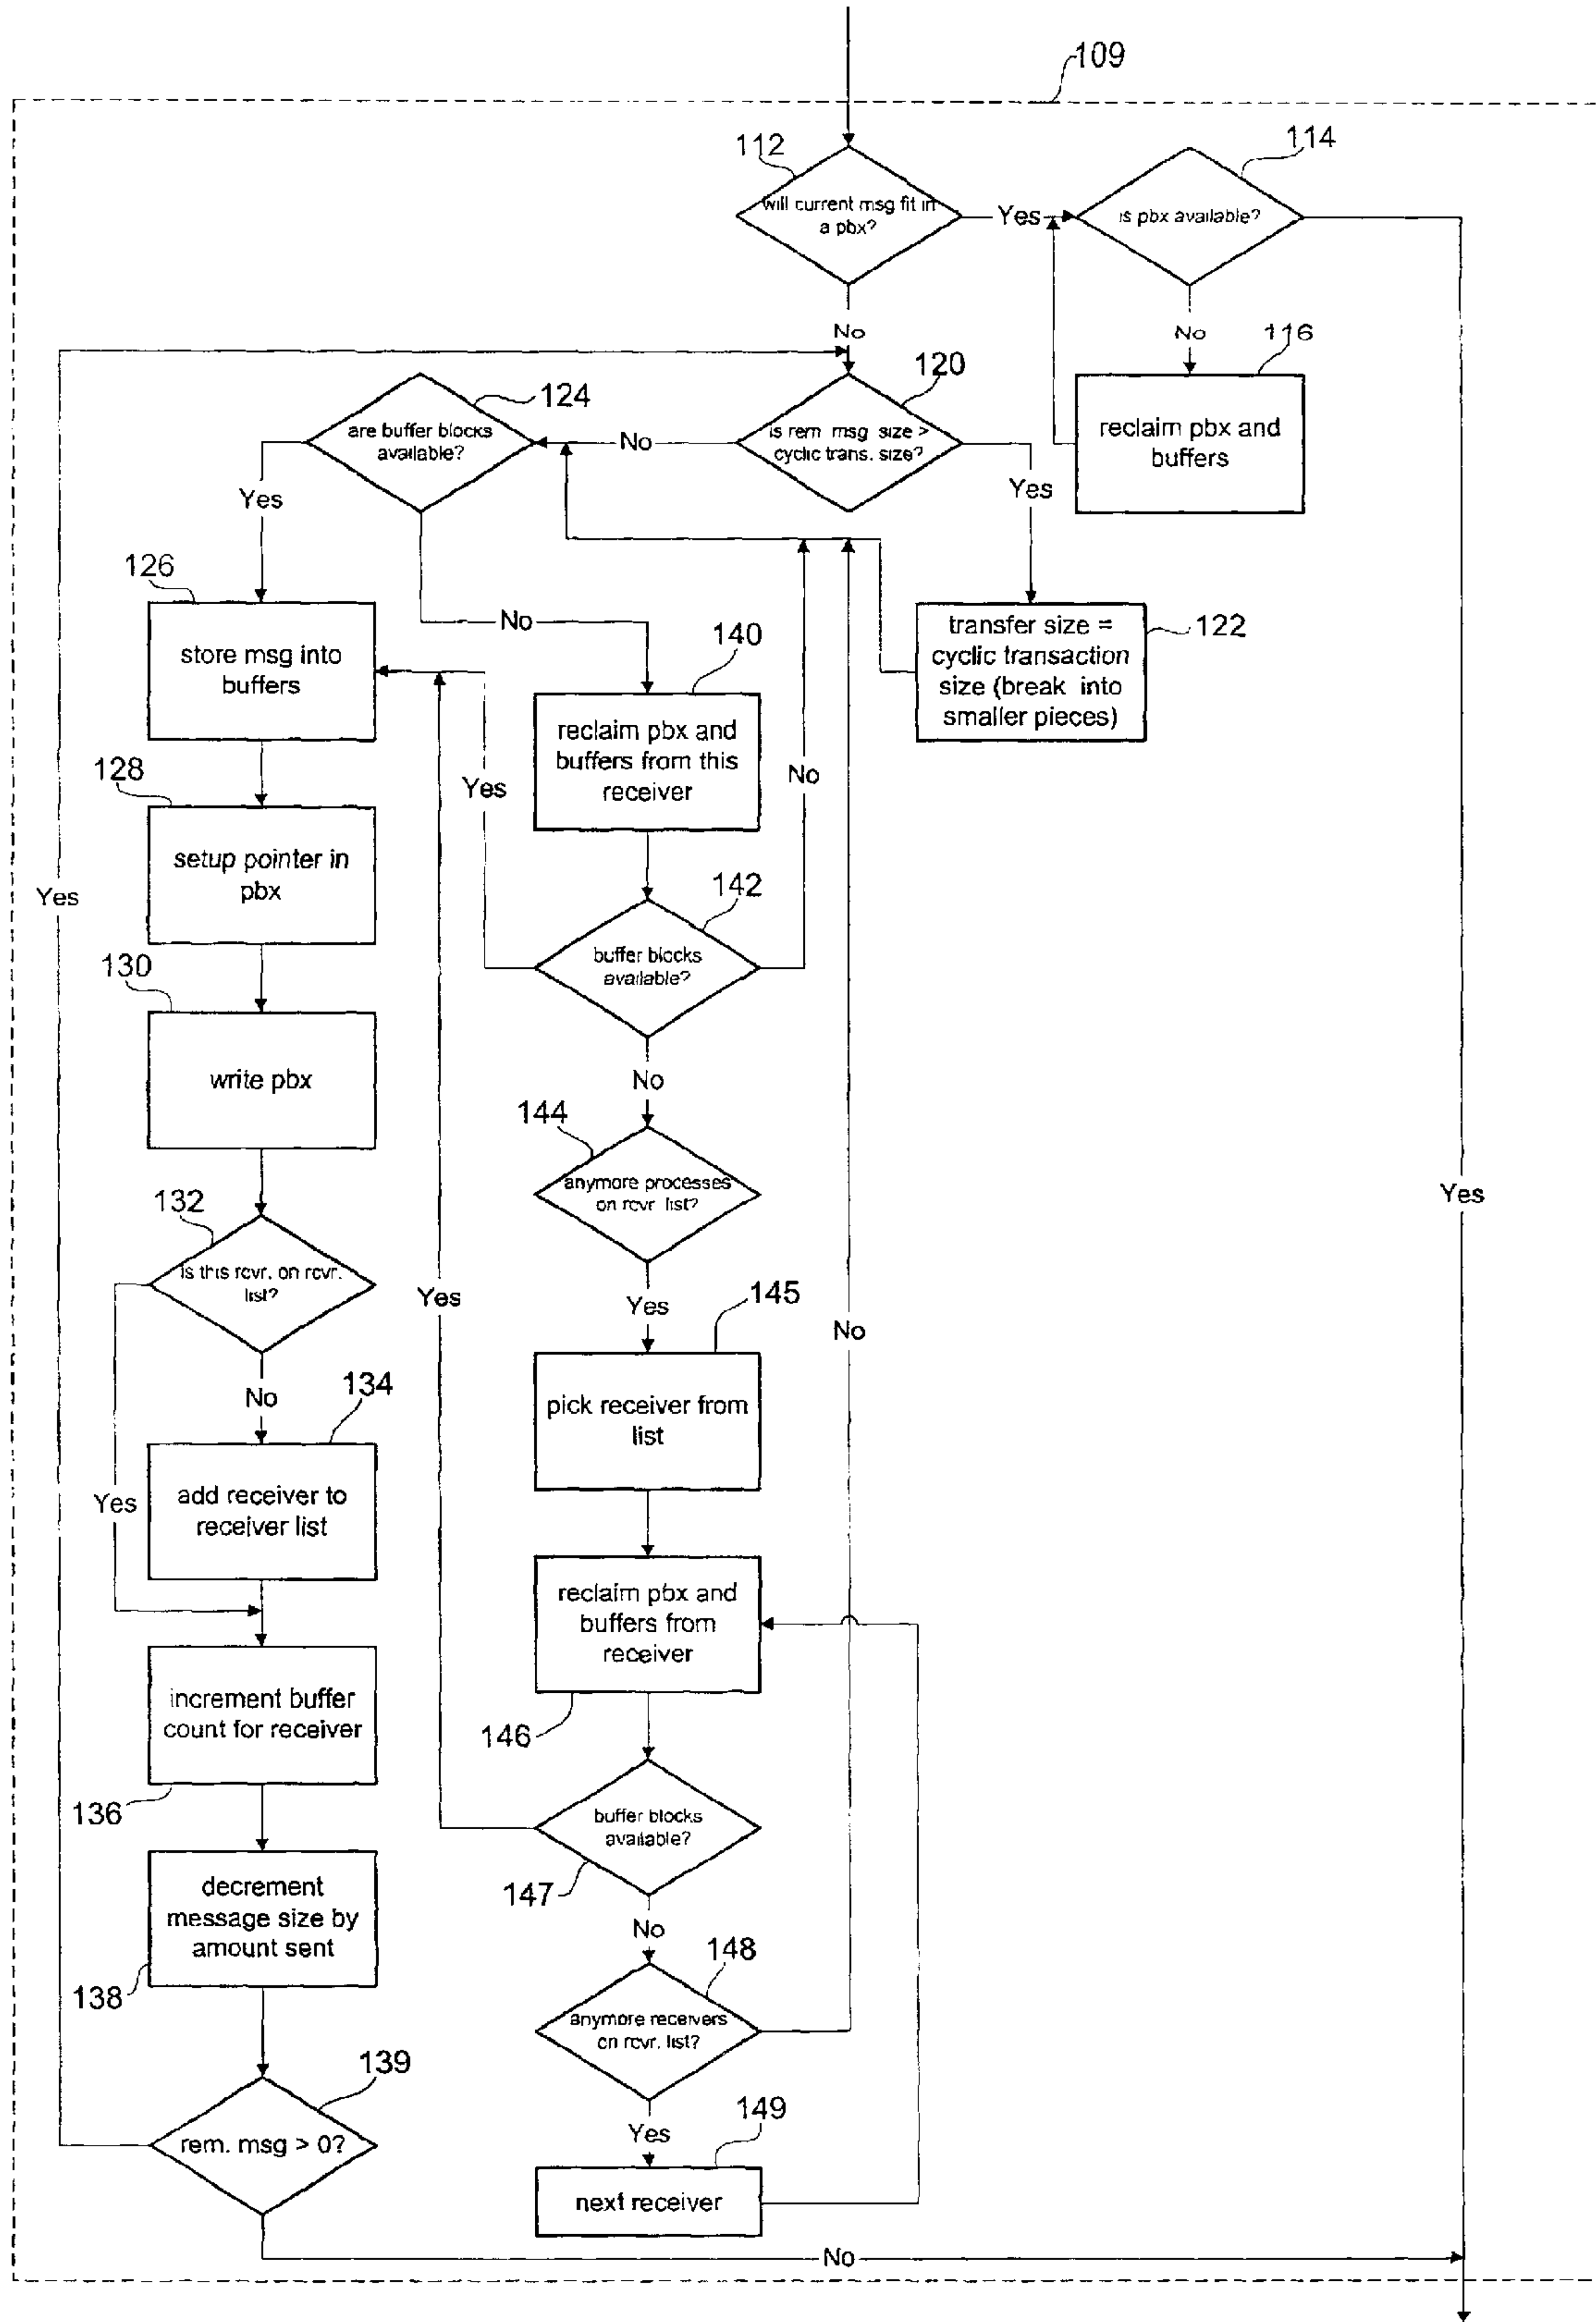 109
112
114
will current msg fit in
a pbx?
Yes
is pbx available?
No
No
116
120
124
are buffer blocks
available?
No
is rem msg size >
cyclic trans. size?
reclaim pbx and
buffers
Yes
Yes
126
store msg into
buffers
No
140
transfer size =
cyclic transaction
size (break into
smaller pieces)
122
reclaim pbx and
buffers from this
receiver
128
Yes
No
setup pointer in
pbx
Yes
142
buffer blocks
available?
130
write pbx
No
144
anymore processes
on rcvr list?
Yes
132
is this rcvr. on rcvr.
list?
Yes
Yes
145
No
No
134
pick receiver from
list
Yes
add receiver to
receiver list
reclaim pbx and
buffers from
receiver
increment buffer
count for receiver
146
136
buffer blocks
available?
147
decrement
message size by
amount sent
No
148
138
anymore receivers
on rcvr. list?
139
Yes
149
rem. msg > 0?
next receiver
No